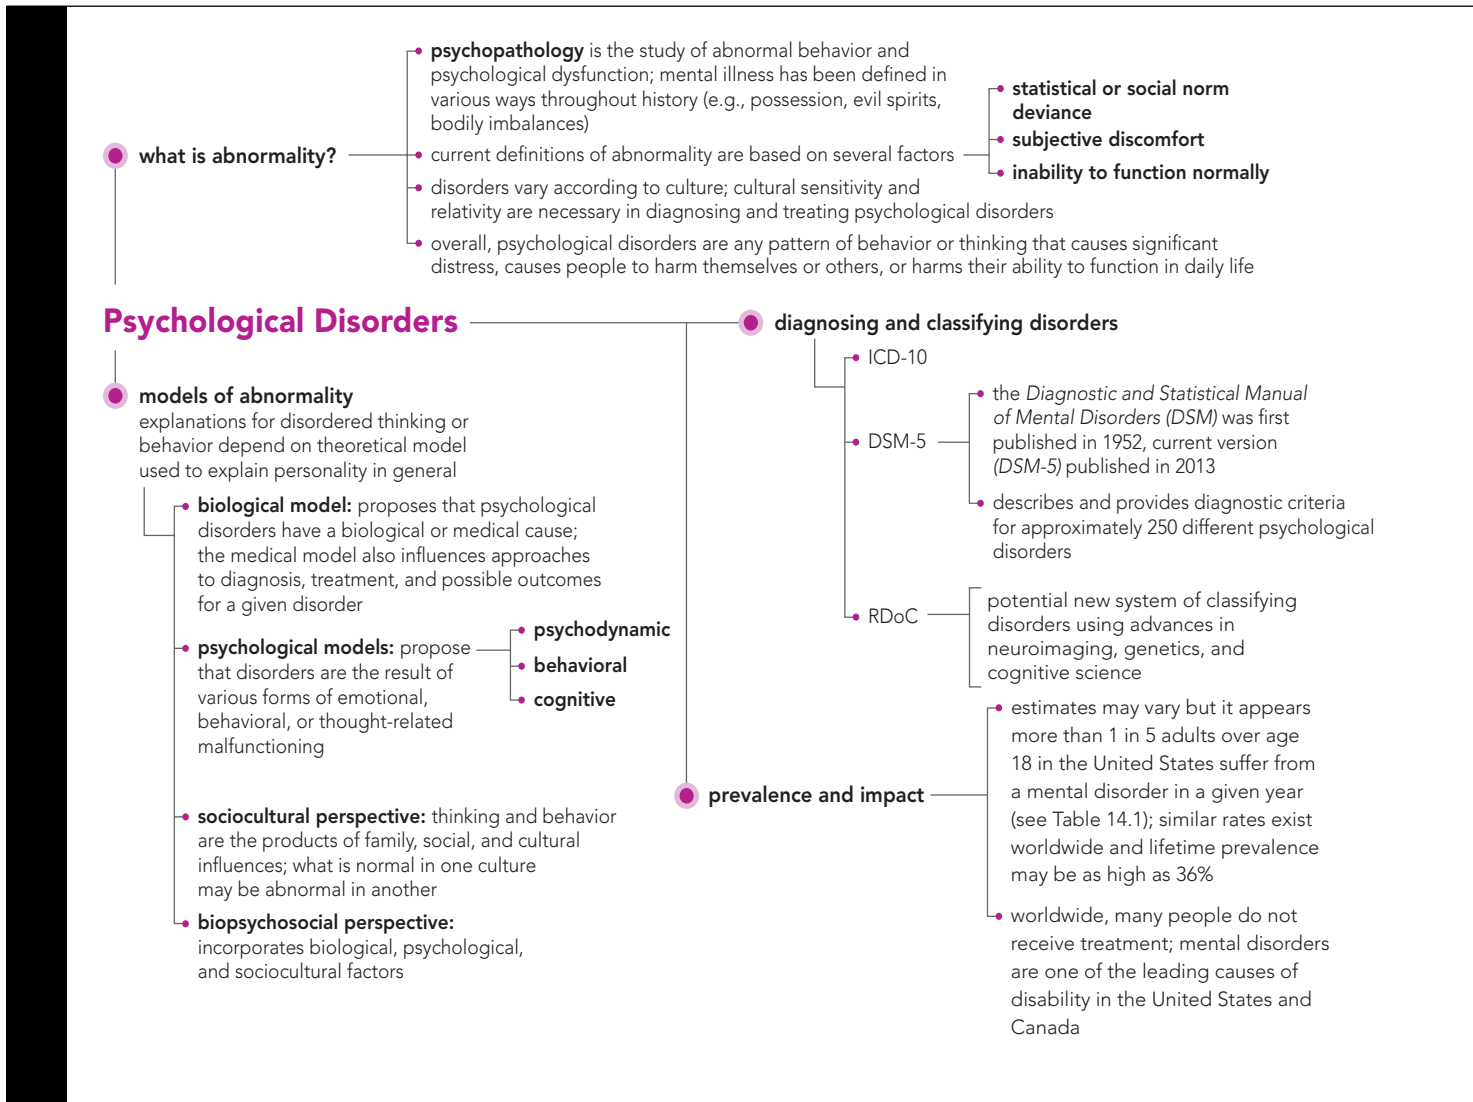 psychopathology is the study of abnormal behavior and
psychological dysfunction; mental illness has been defined in
various ways throughout history (e.g., possession, evil spirits,
bodily imbalances)
statistical or social norm
deviance
subjective discomfort
inability to function normally
what is abnormality?
current definitions of abnormality are based on several factors
disorders vary according to culture; cultural sensitivity and
relativity are necessary in diagnosing and treating psychological disorders
overall, psychological disorders are any pattern of behavior or thinking that causes significant
distress, causes people to harm themselves or others, or harms their ability to function in daily life
Psychological Disorders
models of abnormality
explanations for disordered thinking or
behavior depend on theoretical model
used to explain personality in general
biological model: proposes that psychological
disorders have a biological or medical cause;
the medical model also influences approaches
to diagnosis, treatment, and possible outcomes
for a given disorder
psychological models: propose
that disorders are the result of
various forms of emotional,
behavioral, or thought-related
malfunctioning
psychodynamic
behavioral
cognitive
sociocultural perspective: thinking and behavior
are the products of family, social, and cultural
influences; what is normal in one culture
may be abnormal in another
biopsychosocial perspective:
incorporates biological, psychological,
and sociocultural factors
diagnosing and classifying disorders
ICD-10
DSM-5
the Diagnostic and Statistical Manual
of Mental Disorders (DSM) was first
published in 1952, current version
(DSM-5) published in 2013
describes and provides diagnostic criteria
for approximately 250 different psychological
disorders
RDoC
potential new system of classifying
disorders using advances in
neuroimaging, genetics, and
cognitive science
prevalence and impact
estimates may vary but it appears
more than 1 in 5 adults over age
18 in the United States suffer from
a mental disorder in a given year
(see Table 14.1); similar rates exist
worldwide and lifetime prevalence
may be as high as 36%
worldwide, many people do not
receive treatment; mental disorders
are one of the leading causes of
disability in the United States and
Canada